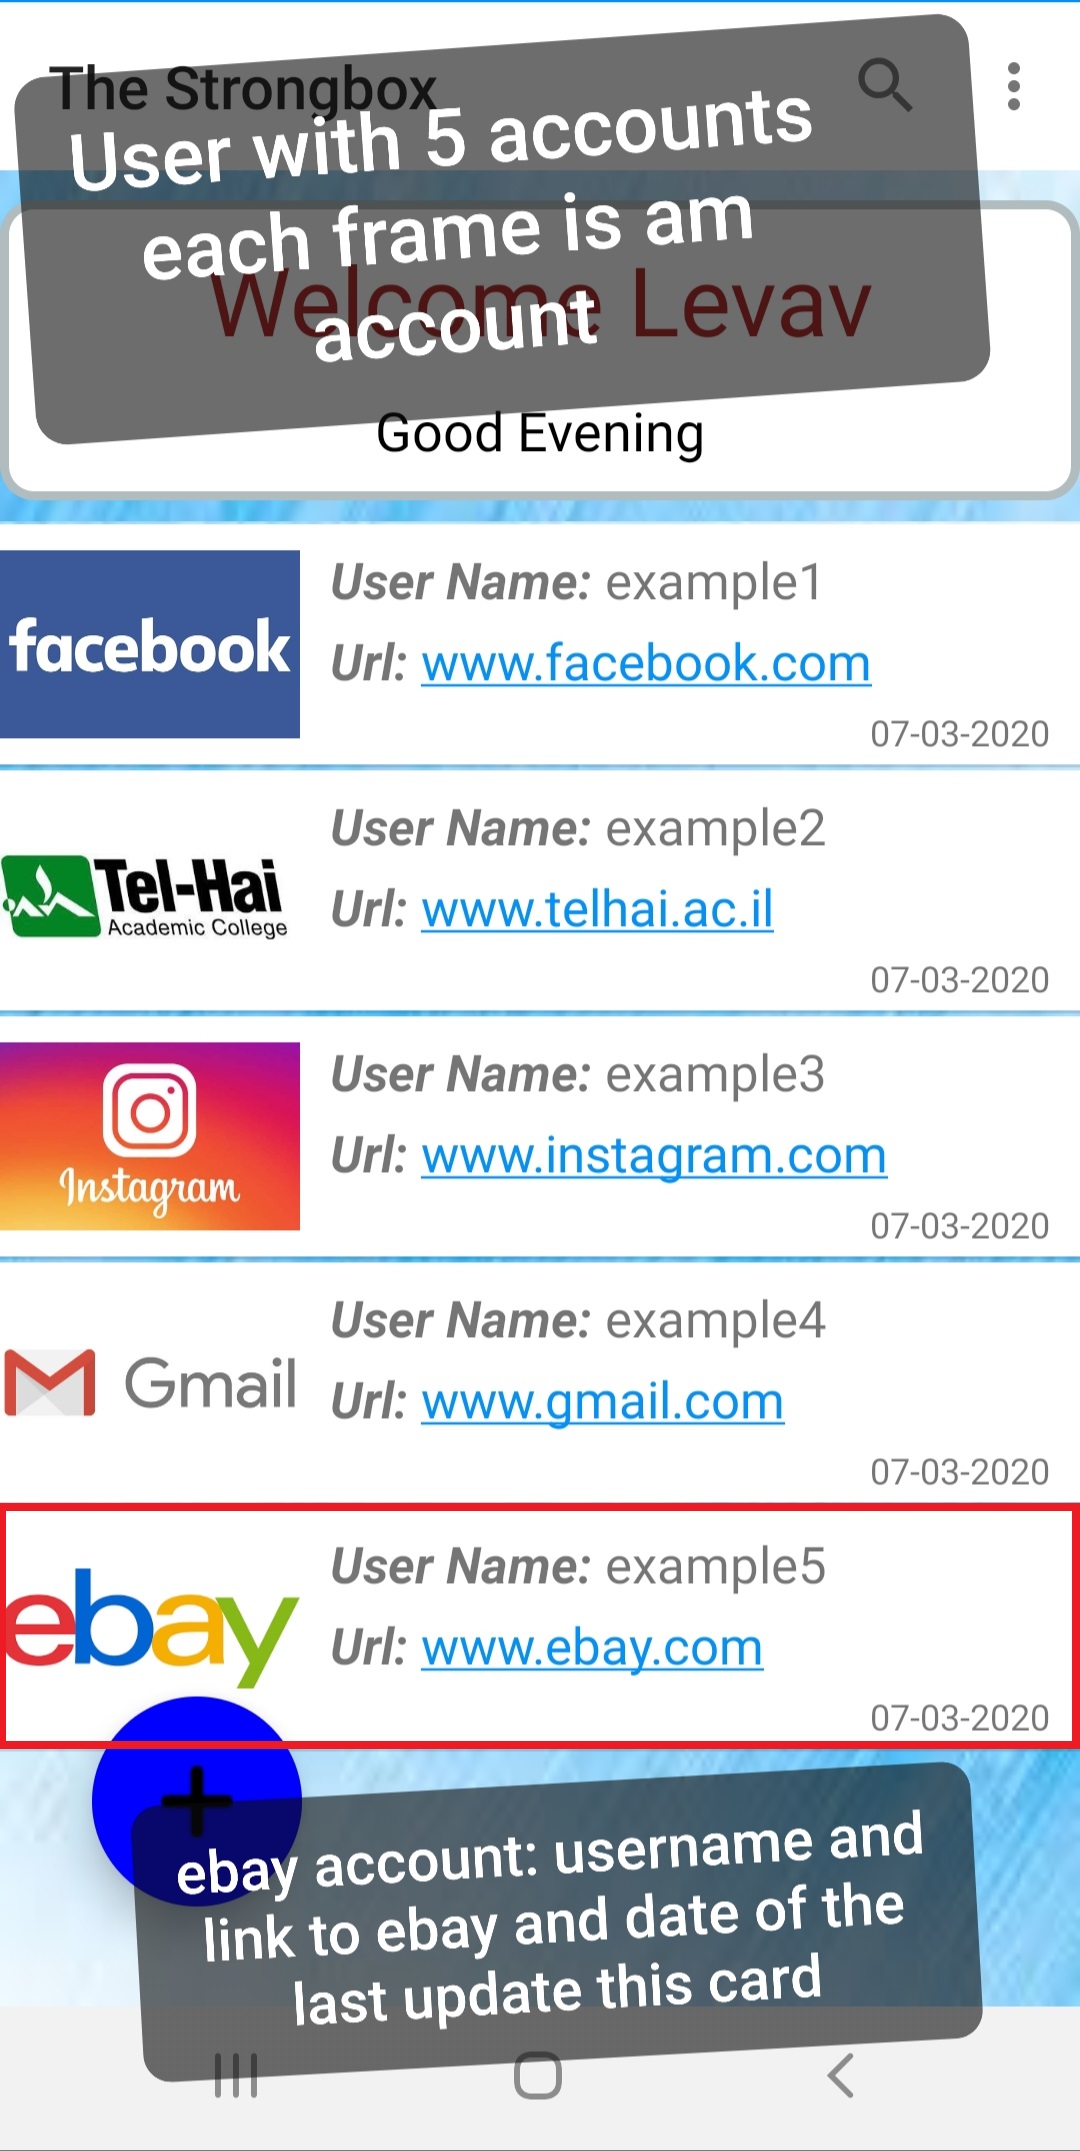 The Strongbox
User with 5 accounts
each frame is am
account
Welcome Levav
Good Evening
facebook
User Name: example1
Url: www.facebook.com
07-03-2020
Tel-Hai
Academic College
User Name: example2
Url: www.telhai.ac.il
07-03-2020
Instagram
User Name: example3
Url: www.instagram.com
07-03-2020
Gmail
User Name: example4
Url: www.gmail.com
07-03-2020
ebay
User Name: example5
Url: www.ebay.com
07-03-2020
ebay account: username and
link to ebay and date of the
last update this card